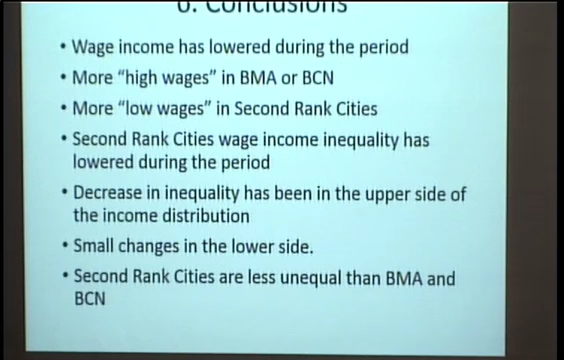 6. Conclusions
• Wage income has lowered during the period
• More “high wages” in BMA or BCN
• More “low wages” in Second Rank Cities
• Second Rank Cities wage income inequality has
lowered during the period
• Decrease in inequality has been in the upper side of
the income distribution
• Small changes in the lower side.
• Second Rank Cities are less unequal than BMA and
BCN